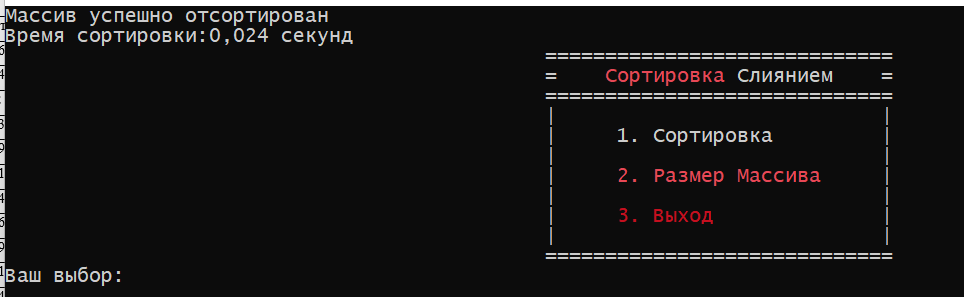 Массив успешно отсортирован
Время сортировки:0,024 секунд
=============================
=    Сортировка Слиянием    =
=============================
1. Сортировка
2. Размер Массива
3. Выход
=============================
Ваш выбор: